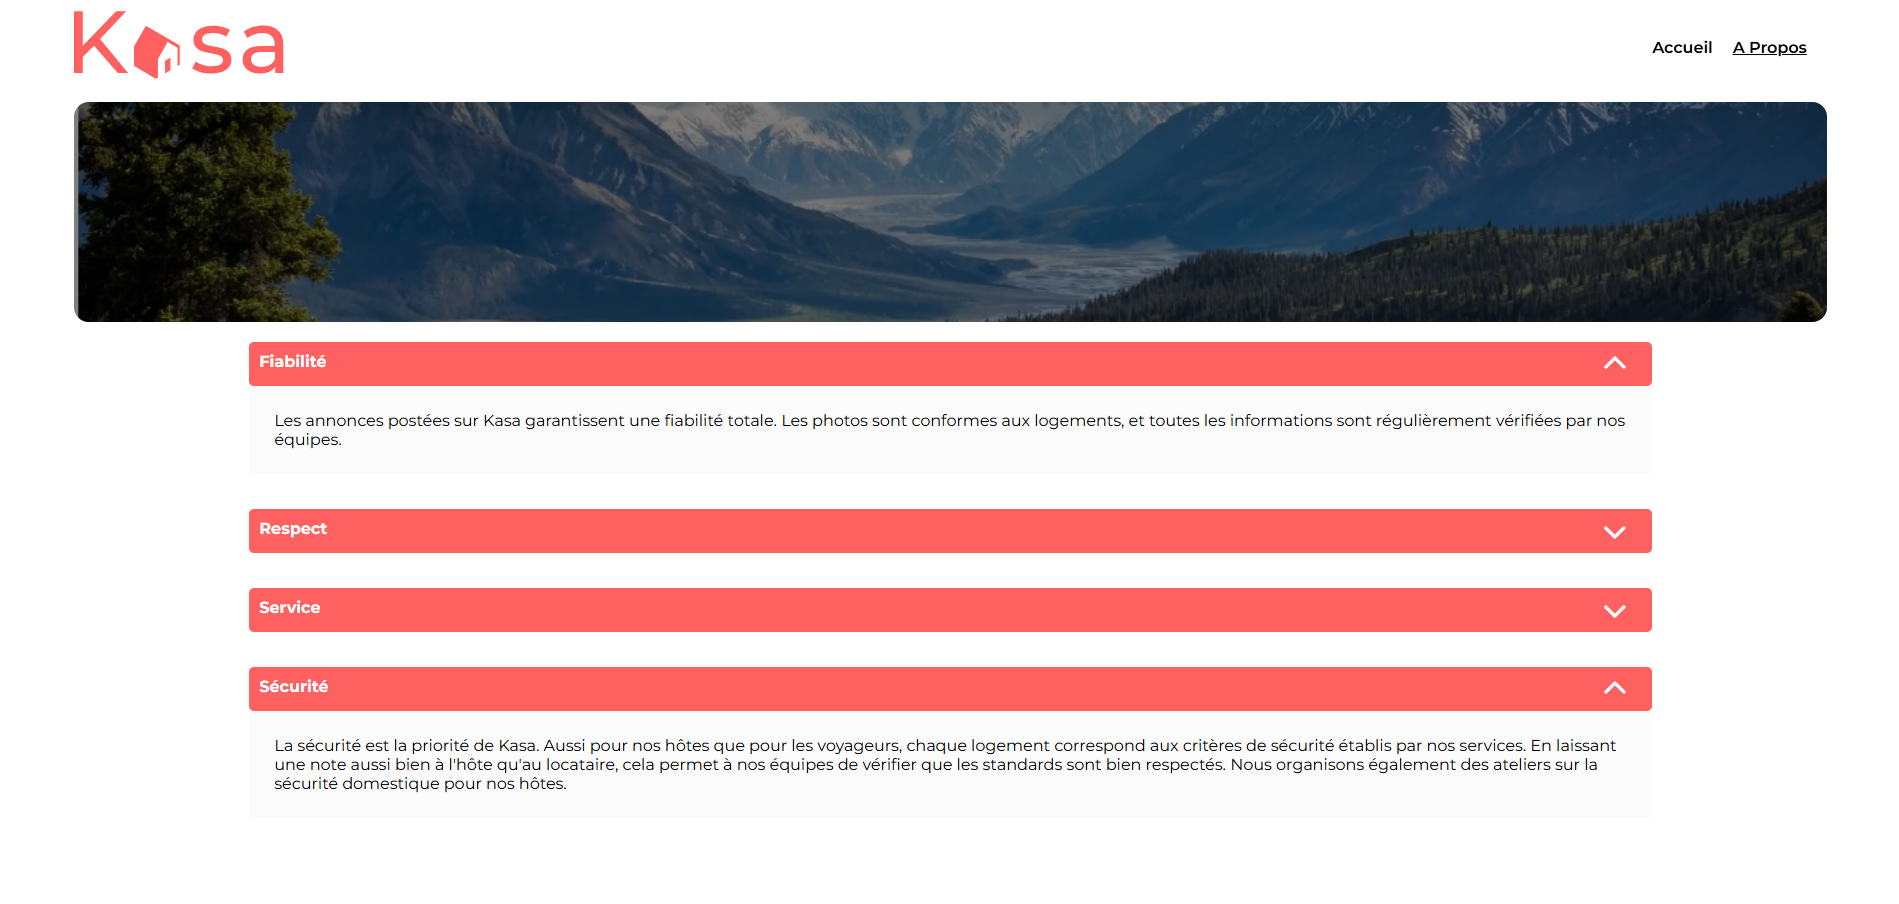 Kasa
Accueil A Propos
Fiabilité
Les annonces postées sur Kasa garantissent une fiabilité totale. Les photos sont conformes aux logements, et toutes les informations sont régulièrement vérifiées par nos
équipes.
Respect
Service
Sécurité
La sécurité est la priorité de Kasa. Aussi pour nos hôtes que pour les voyageurs, chaque logement correspond aux critères de sécurité établis par nos services. En laissant
une note aussi bien à l'hôte qu'au locataire, cela permet à nos équipes de vérifier que les standards sont bien respectés. Nous organisons également des ateliers sur la
sécurité domestique pour nos hôtes.